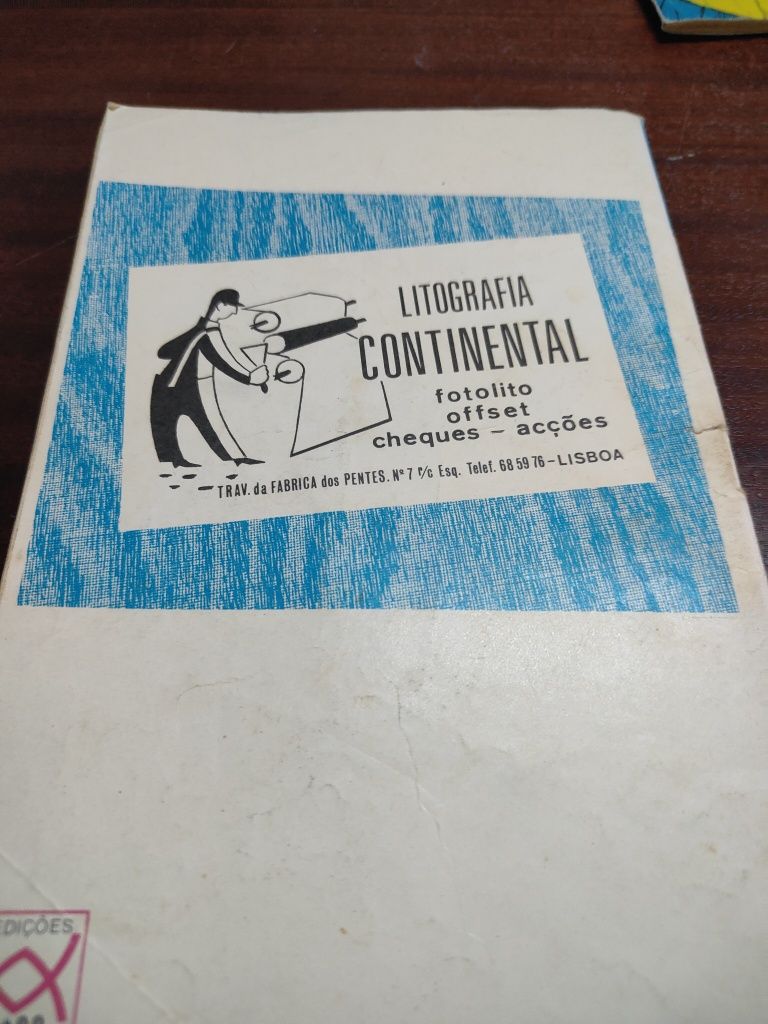 LITOGRAFIA
CONTINENTAL
fotolito
offset
cheques - acções
TRAV. da FABRICA dos PENTES. Nº 7 r/c Esq. Telef. 68 59 76 - LISBOA
EDIÇÕES